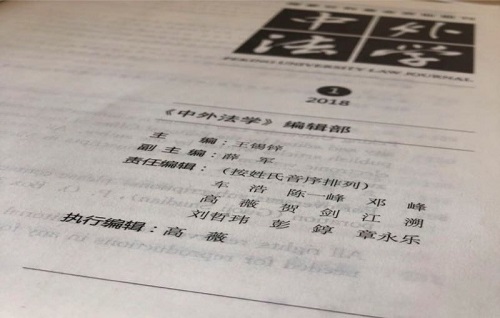 中外
法学
PEKING UNIVERSITY LAW JOURNAL
1
2018
《中外法学》编辑部
主 编：王锡锌
副主编：薛 军
责任编辑：（按姓氏音序排列）
车 浩 陈一峰 邓 峰
高 薇 贺 剑 江 溯
刘哲玮 彭 錞 章永乐
执行编辑：高 薇